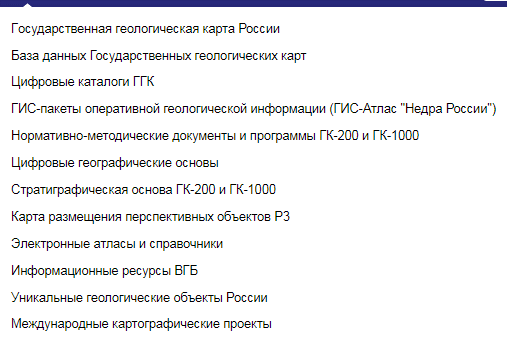 Государственная геологическая карта России
База данных Государственных геологических карт
Цифровые каталоги ГГК
ГИС-пакеты оперативной геологической информации (ГИС-Атлас "Недра России")
Нормативно-методические документы и программы ГК-200 и ГК-1000
Цифровые географические основы
Стратиграфическая основа ГК-200 и ГК-1000
Карта размещения перспективных объектов Р3
Электронные атласы и справочники
Информационные ресурсы ВГБ
Уникальные геологические объекты России
Международные картографические проекты